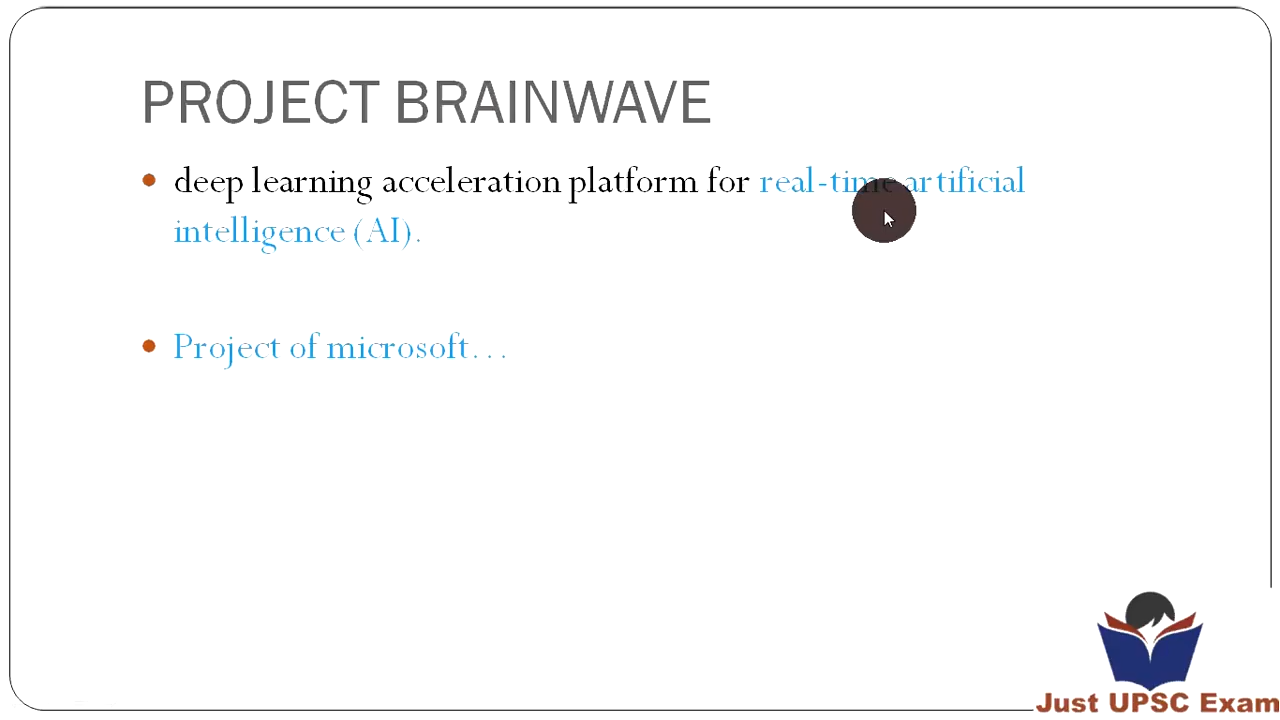 PROJECT BRAINWAVE
deep learning acceleration platform for real-time artificial
intelligence (AI).
Project of microsoft...
Just UPSC Exam